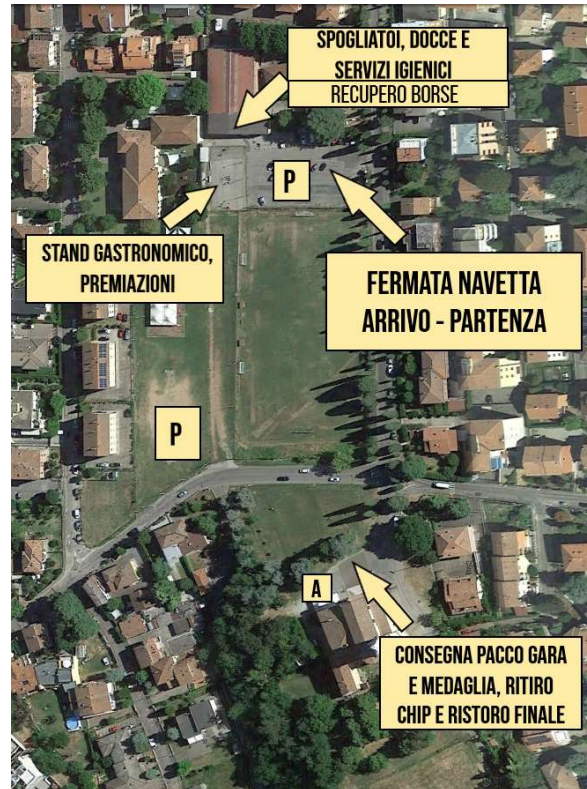 SPOGLIATOI, DOCCE E
SERVIZI IGIENICI
RECUPERO BORSE
P
STAND GASTRONOMICO,
PREMIAZIONI
FERMATA NAVETTA
ARRIVO - PARTENZA
P
A
CONSEGNA PACCO GARA
E MEDAGLIA, RITIRO
CHIP E RISTORO FINALE